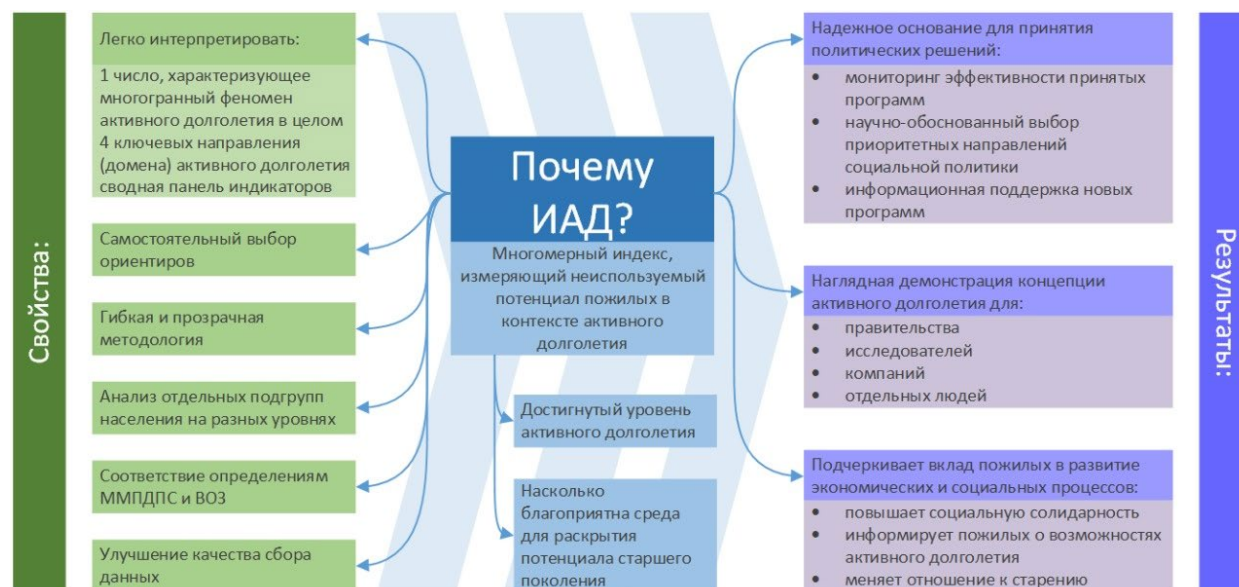 Свойства:
Легко интерпретировать:
1 число, характеризующее
многогранный феномен
активного долголетия в целом
4 ключевых направления
(домена) активного долголетия
сводная панель индикаторов
Самостоятельный выбор
ориентиров
Гибкая и прозрачная
методология
Анализ отдельных подгрупп
населения на разных уровнях
Соответствие определениям
ММПДПС и ВОЗ
Улучшение качества сбора
данных
Почему
ИАД?
Многомерный индекс,
измеряющий неиспользуемый
потенциал пожилых в
контексте активного
долголетия
Достигнутый уровень
активного долголетия
Насколько
благоприятна среда
для раскрытия
потенциала старшего
поколения
Надежное основание для принятия
политических решений:
• мониторинг эффективности принятых
программ
• научно-обоснованный выбор
приоритетных направлений
социальной политики
• информационная поддержка новых
программ
Наглядная демонстрация концепции
активного долголетия для:
• правительства
• исследователей
• компаний
• отдельных людей
Подчеркивает вклад пожилых в развитие
экономических и социальных процессов:
• повышает социальную солидарность
• информирует пожилых о возможностях
активного долголетия
• меняет отношение к старению
Результаты: